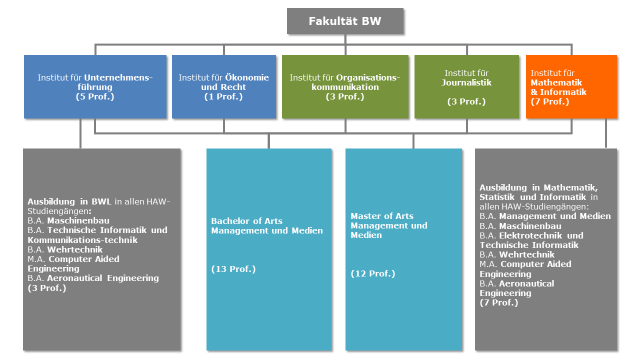 Fakultät BW
Institut für Unternehmens-
führung
(5 Prof.)
Institut für Ökonomie
und Recht
(1 Prof.)
Institut für Organisations-
kommunikation
(3 Prof.)
Institut für
Journalistik
(3 Prof.)
Institut für
Mathematik
& Informatik
(7 Prof.)
Ausbildung in BWL in allen HAW-
Studiengängen:
B.A. Maschinenbau
B.A. Technische Informatik und
Kommunikations-technik
B.A. Wehrtechnik
M.A. Computer Aided
Engineering
B.A. Aeronautical Engineering
(3 Prof.)
Bachelor of Arts
Management und Medien
(13 Prof.)
Master of Arts
Management und
Medien
(12 Prof.)
Ausbildung in Mathematik,
Statistik und Informatik in
allen HAW-Studiengängen:
B.A. Management und Medien
B.A. Maschinenbau
B.A. Elektrotechnik und
Technische Informatik
B.A. Wehrtechnik
M.A. Computer Aided
Engineering
B.A. Aeronautical
Engineering
(7 Prof.)